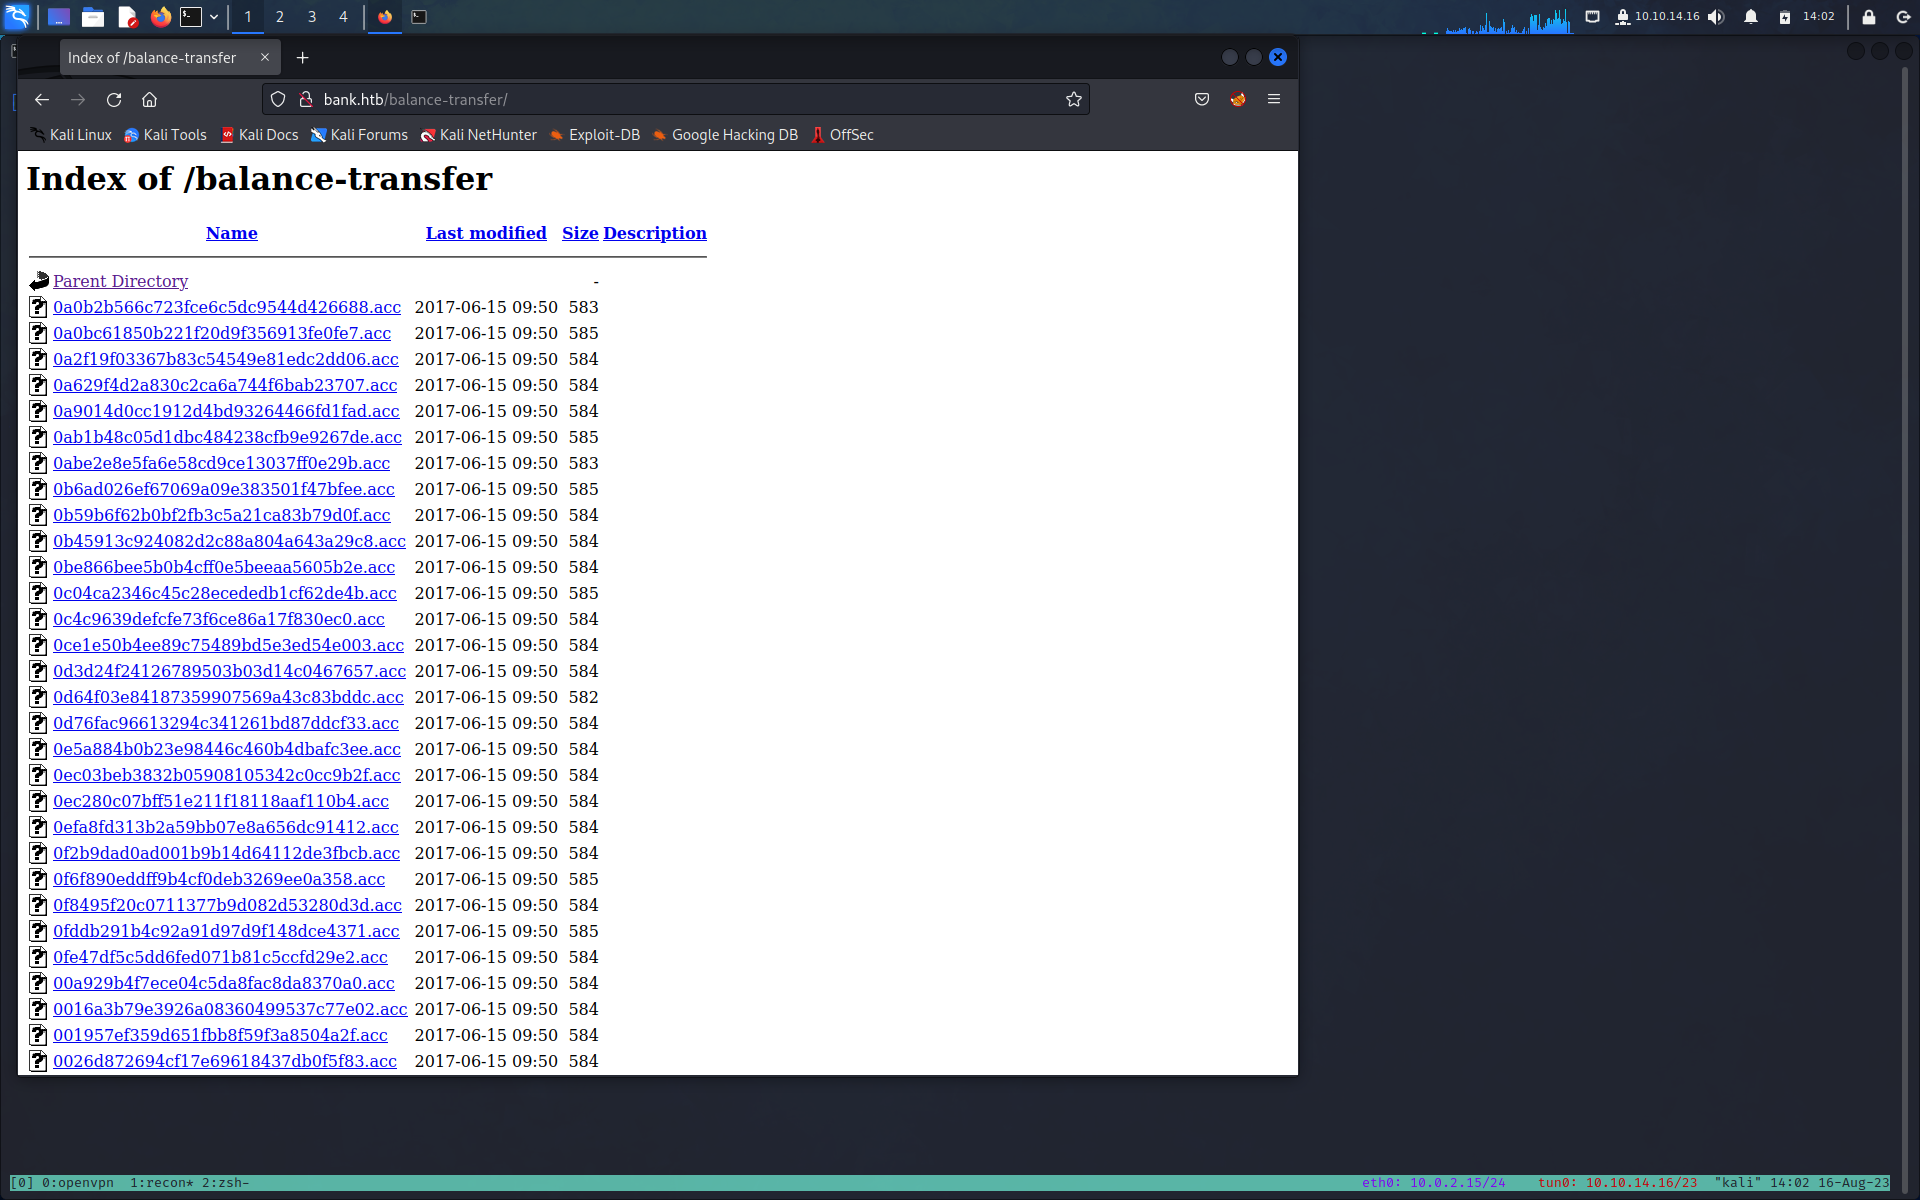 1 2 3 4 10.10.14.16 14:02
Index of /balance-transfer
bank.htb/balance-transfer/
Kali Linux Kali Tools Kali Docs Kali Forums Kali NetHunter Exploit-DB Google Hacking DB OffSec
Index of /balance-transfer
Name Last modified Size Description
Parent Directory -
0a0b2b566c723fce6c5dc9544d426688.acc 2017-06-15 09:50 583
0a0bc61850b221f20d9f356913fe0fe7.acc 2017-06-15 09:50 585
0a2f19f03367b83c54549e81edc2dd06.acc 2017-06-15 09:50 584
0a629f4d2a830c2ca6a744f6bab23707.acc 2017-06-15 09:50 584
0a9014d0cc1912d4bd93264466fd1fad.acc 2017-06-15 09:50 584
0ab1b48c05d1dbc484238cfb9e9267de.acc 2017-06-15 09:50 585
0abe2e8e5fa6e58cd9ce13037ff0e29b.acc 2017-06-15 09:50 583
0b6ad026ef67069a09e383501f47bfee.acc 2017-06-15 09:50 585
0b59b6f62b0bf2fb3c5a21ca83b79d0f.acc 2017-06-15 09:50 584
0b45913c924082d2c88a804a643a29c8.acc 2017-06-15 09:50 584
0be866bee5b0b4cff0e5beeaa5605b2e.acc 2017-06-15 09:50 584
0c04ca2346c45c28ecededb1cf62de4b.acc 2017-06-15 09:50 585
0c4c9639defcfe73f6ce86a17f830ec0.acc 2017-06-15 09:50 584
0ce1e50b4ee89c75489bd5e3ed54e003.acc 2017-06-15 09:50 584
0d3d24f24126789503b03d14c0467657.acc 2017-06-15 09:50 584
0d64f03e84187359907569a43c83bddc.acc 2017-06-15 09:50 582
0d76fac96613294c341261bd87ddcf33.acc 2017-06-15 09:50 584
0e5a884b0b23e98446c460b4dbafc3ee.acc 2017-06-15 09:50 584
0ec03beb3832b05908105342c0cc9b2f.acc 2017-06-15 09:50 584
0ec280c07bff51e211f18118aaf110b4.acc 2017-06-15 09:50 584
0efa8fd313b2a59bb07e8a656dc91412.acc 2017-06-15 09:50 584
0f2b9dad0ad001b9b14d64112de3fbcb.acc 2017-06-15 09:50 584
0f6f890eddff9b4cf0deb3269ee0a358.acc 2017-06-15 09:50 585
0f8495f20c0711377b9d082d53280d3d.acc 2017-06-15 09:50 584
0fddb291b4c92a91d97d9f148dce4371.acc 2017-06-15 09:50 585
0fe47df5c5dd6fed071b81c5ccfd29e2.acc 2017-06-15 09:50 584
00a929b4f7ece04c5da8fac8da8370a0.acc 2017-06-15 09:50 584
0016a3b79e3926a08360499537c77e02.acc 2017-06-15 09:50 584
001957ef359d651fbb8f59f3a8504a2f.acc 2017-06-15 09:50 584
0026d872694cf17e69618437db0f5f83.acc 2017-06-15 09:50 584
[0] 0:openvpn 1:recon* 2:zsh- eth0: 10.0.2.15/24 tun0: 10.10.14.16/23 "kali" 14:02 16-Aug-23